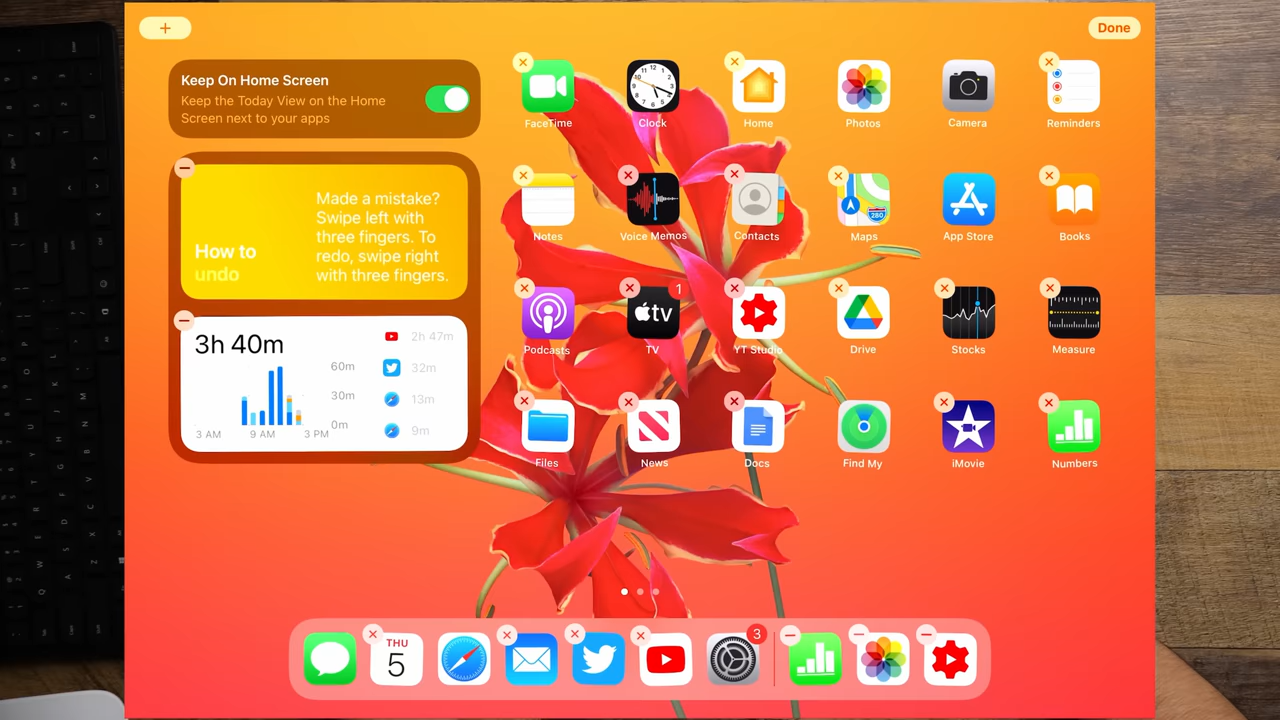 +
Done
Keep On Home Screen
Keep the Today View on the Home
Screen next to your apps
How to
undo
Made a mistake?
Swipe left with
three fingers. To
redo, swipe right
with three fingers.
3h 40m
60m
30m
0m
3 AM
9 AM
3 PM
2h 47m
32m
13m
9m
FaceTime
Clock
Home
Photos
Camera
Reminders
280
Notes
Voice Memos
Contacts
Maps
App Store
Books
tv
1
Podcasts
TV
YT Studio
Drive
Stocks
Measure
Files
News
Docs
Find My
iMovie
Numbers
THU
5
3